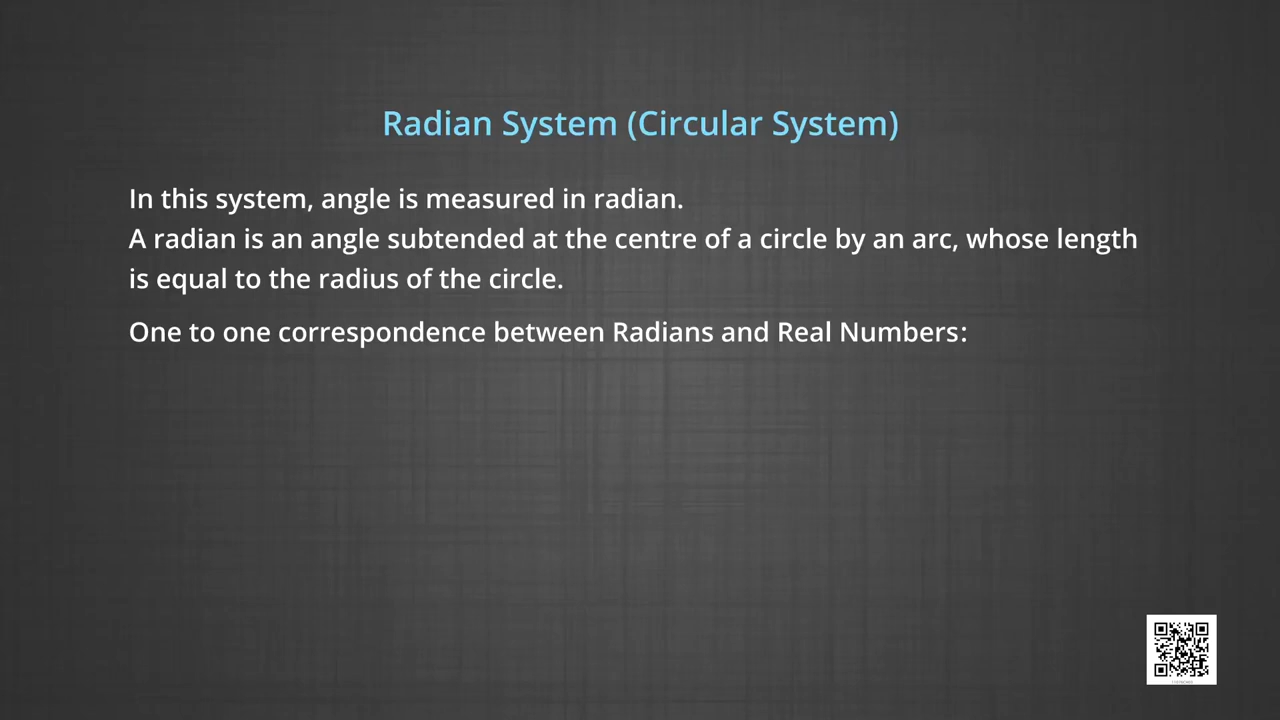 Radian System (Circular System)
In this system, angle is measured in radian.
A radian is an angle subtended at the centre of a circle by an arc, whose length
is equal to the radius of the circle.
One to one correspondence between Radians and Real Numbers: